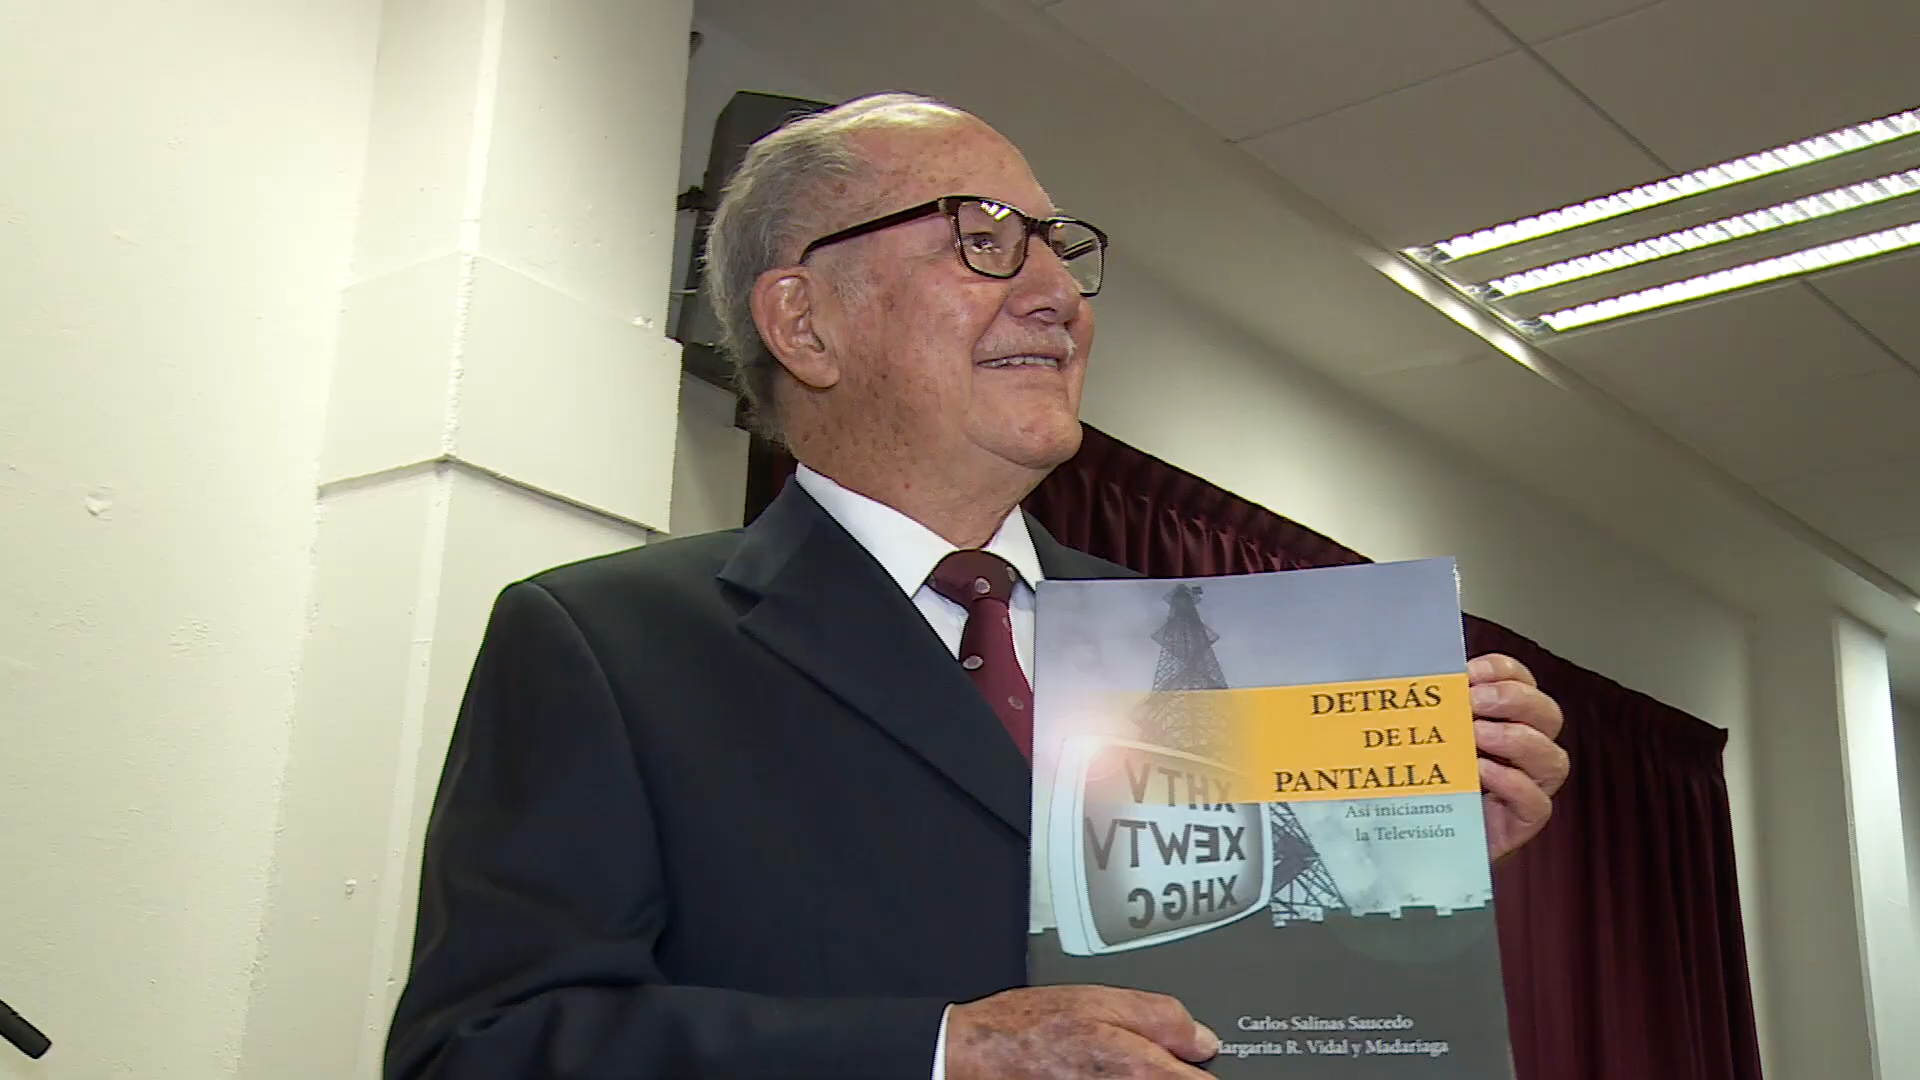 DETRÁS
DE LA
PANTALLA
Así iniciamos
la Televisión
XHTV
XEWTV
XHGC
Carlos Salinas Saucedo
Margarita R. Vidal y Madariaga